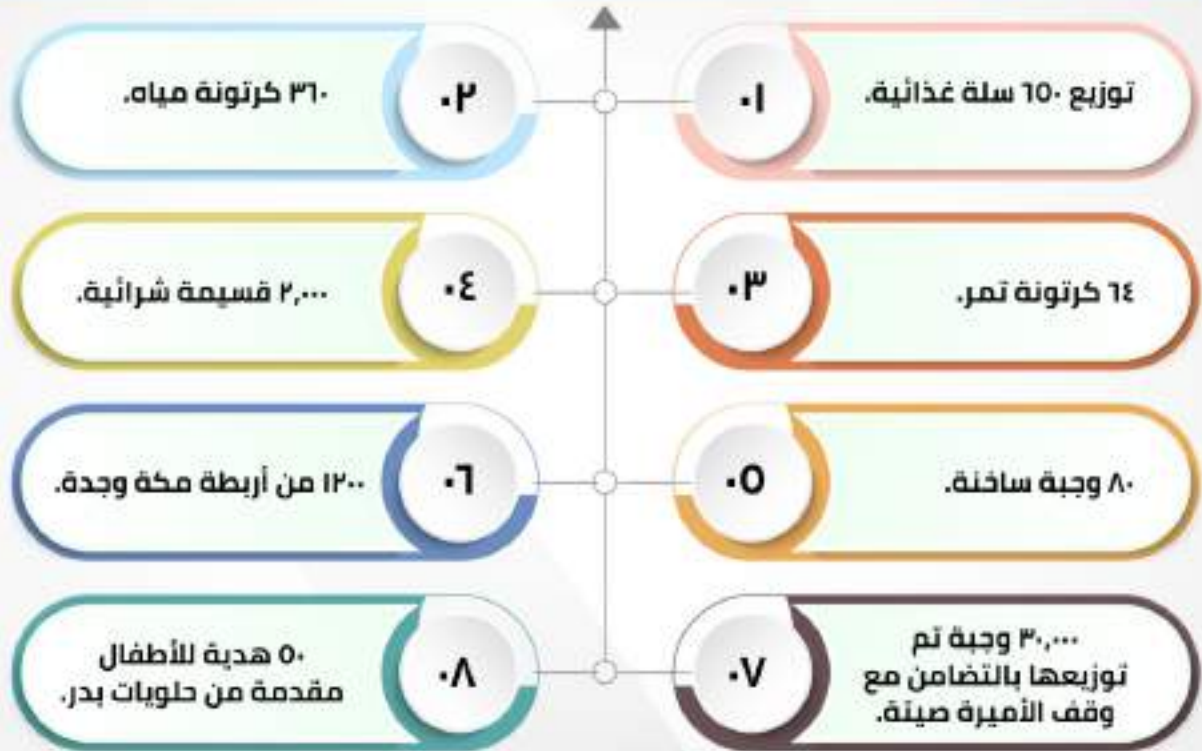 ٠١
توزيع ٦٥٠ سلة غذائية.
٠٢
٣٦٠ كرتونة مياه.
٠٣
٦٤ كرتونة تمر.
٠٤
٢,٠٠٠ قسيمة شرائية.
٠٥
٨٠ وجبة ساخنة.
٠٦
١٢٠٠ من أربطة مكة وجدة.
٠٧
٣٠,٠٠٠ وجبة تم
توزيعها بالتضامن مع
وقف الأميرة صيتة.
٠٨
٥٠ هدية للأطفال
مقدمة من حلويات بدر.